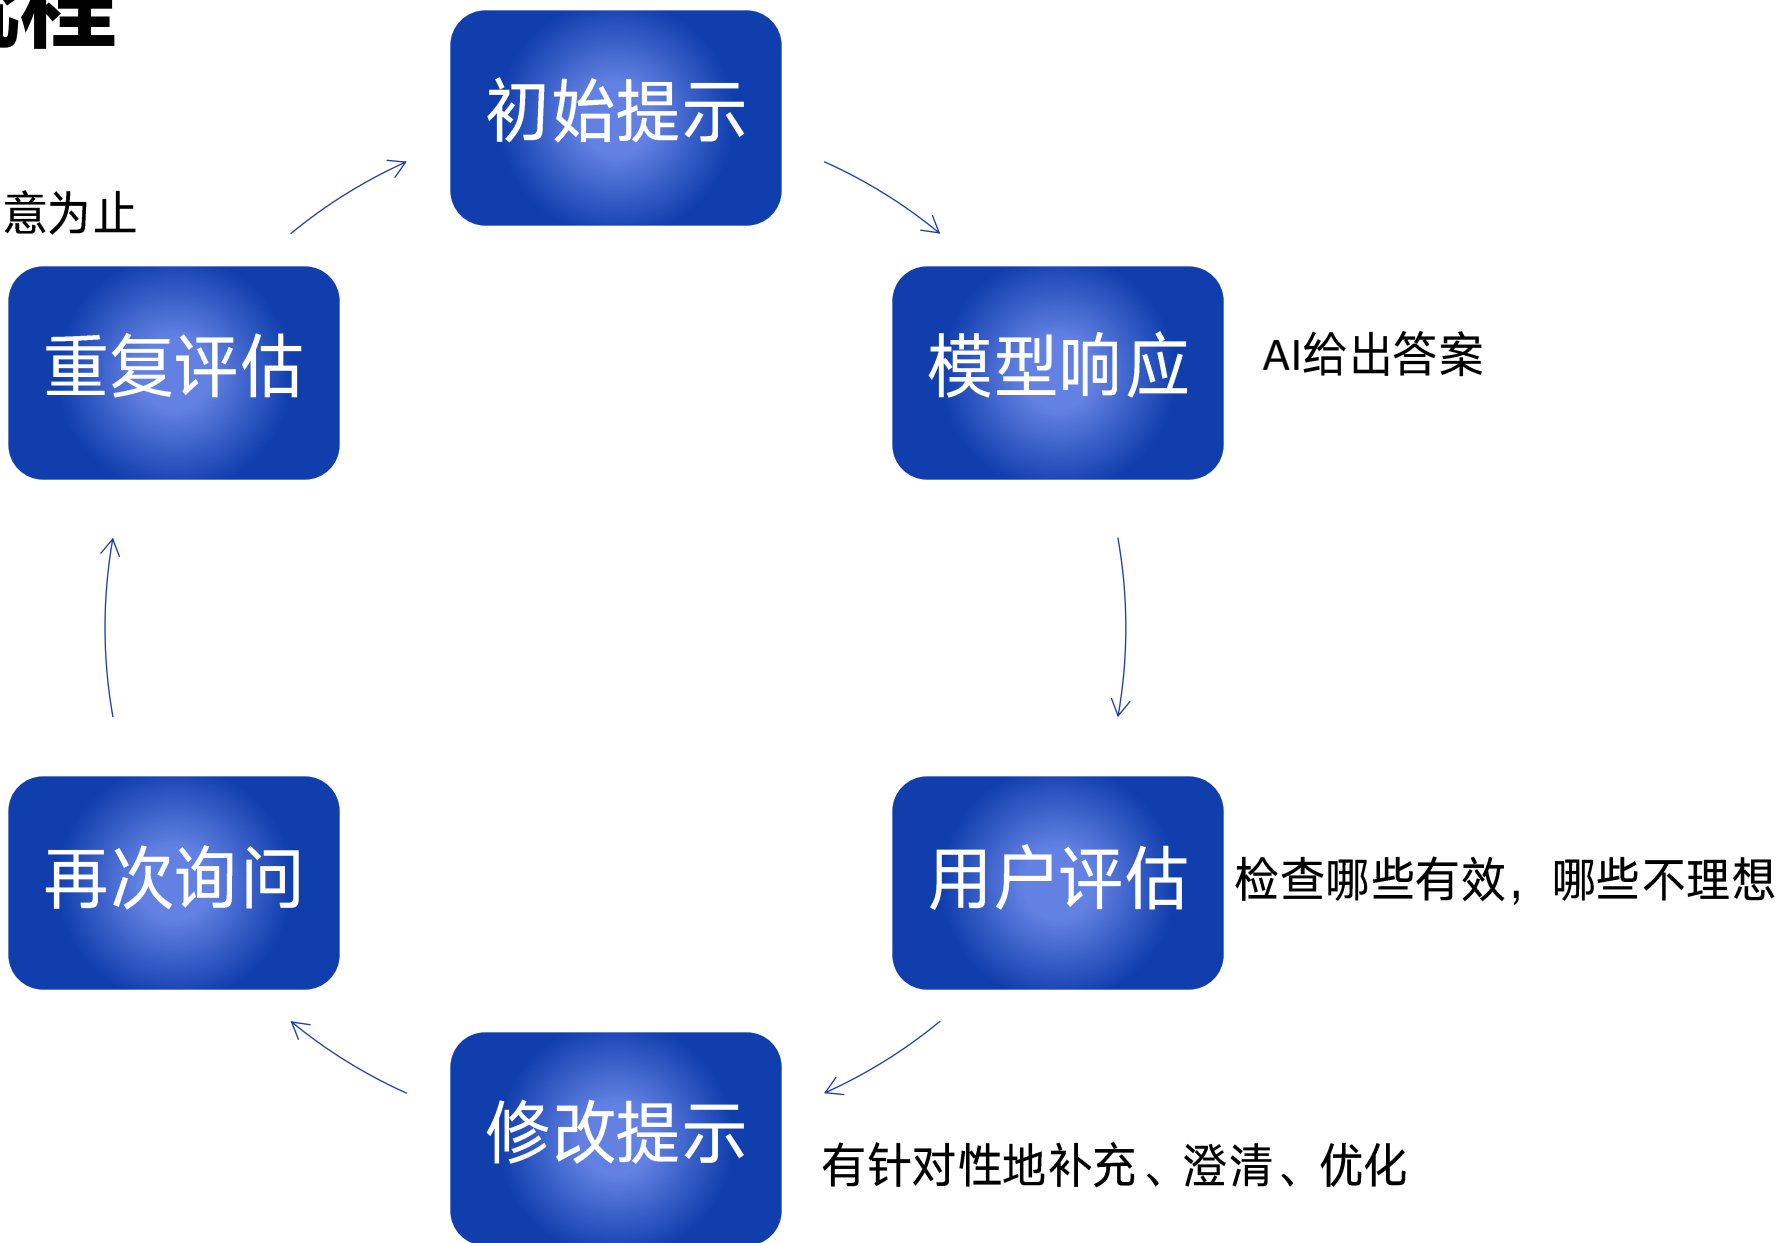 程
初始提示
意为止
重复评估
模型响应
AI给出答案
再次询问
用户评估
检查哪些有效，哪些不理想
修改提示
有针对性地补充、澄清、优化